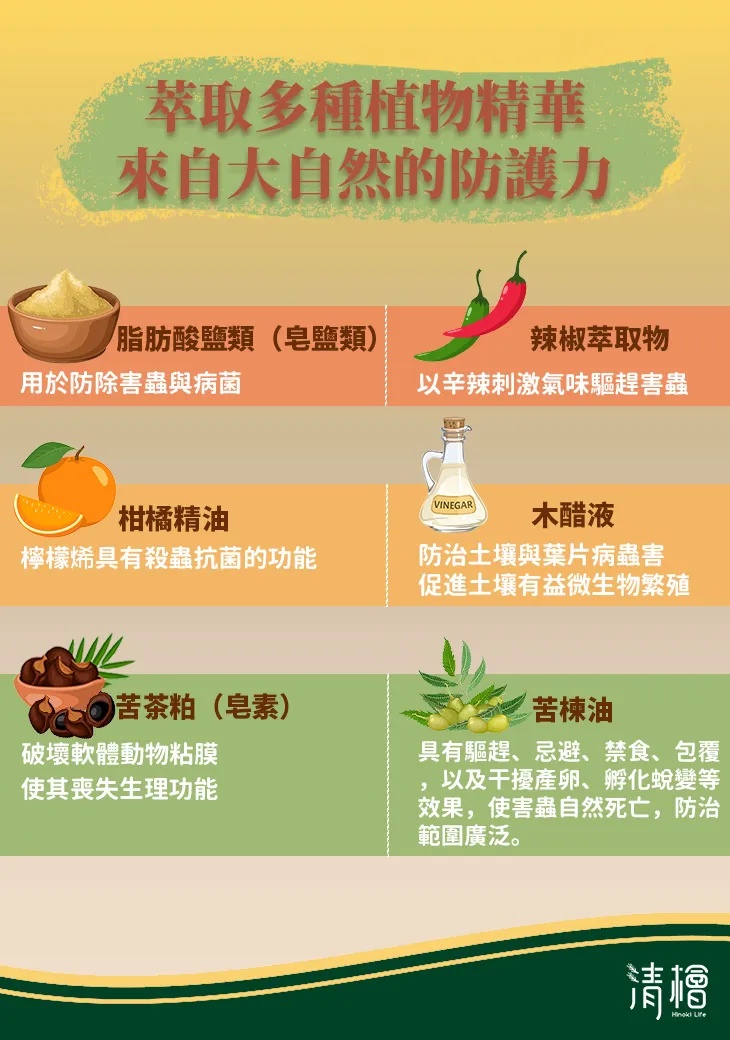 萃取多種植物精華
來自大自然的防護力
脂肪酸鹽類（皂鹽類）
用於防除害蟲與病菌
辣椒萃取物
以辛辣刺激氣味驅趕害蟲
柑橘精油
檸檬烯具有殺蟲抗菌的功能
VINEGAR
木醋液
防治土壤與葉片病蟲害
促進土壤有益微生物繁殖
苦茶粕（皂素）
破壞軟體動物粘膜
使其喪失生理功能
苦楝油
具有驅趕、忌避、禁食、包覆
，以及干擾產卵、孵化蛻變等
效果，使害蟲自然死亡，防治
範圍廣泛。
清檜
Hinoki Life